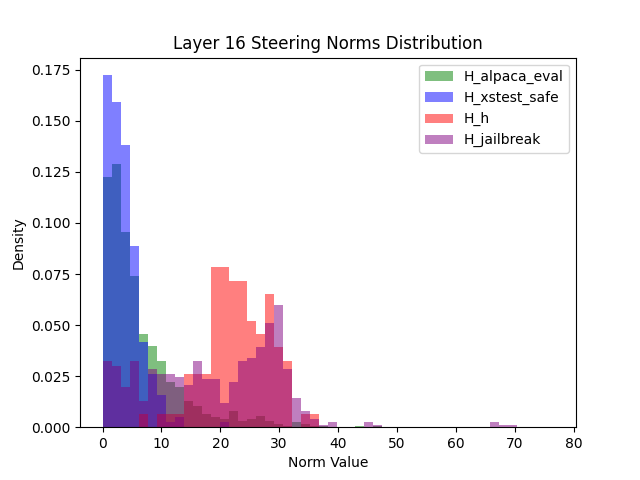 Layer 16 Steering Norms Distribution
H_alpaca_eval
H_xstest_safe
H_h
H_jailbreak
0.175
0.150
0.125
0.100
0.075
0.050
0.025
0.000
Density
0 10 20 30 40 50 60 70 80
Norm Value